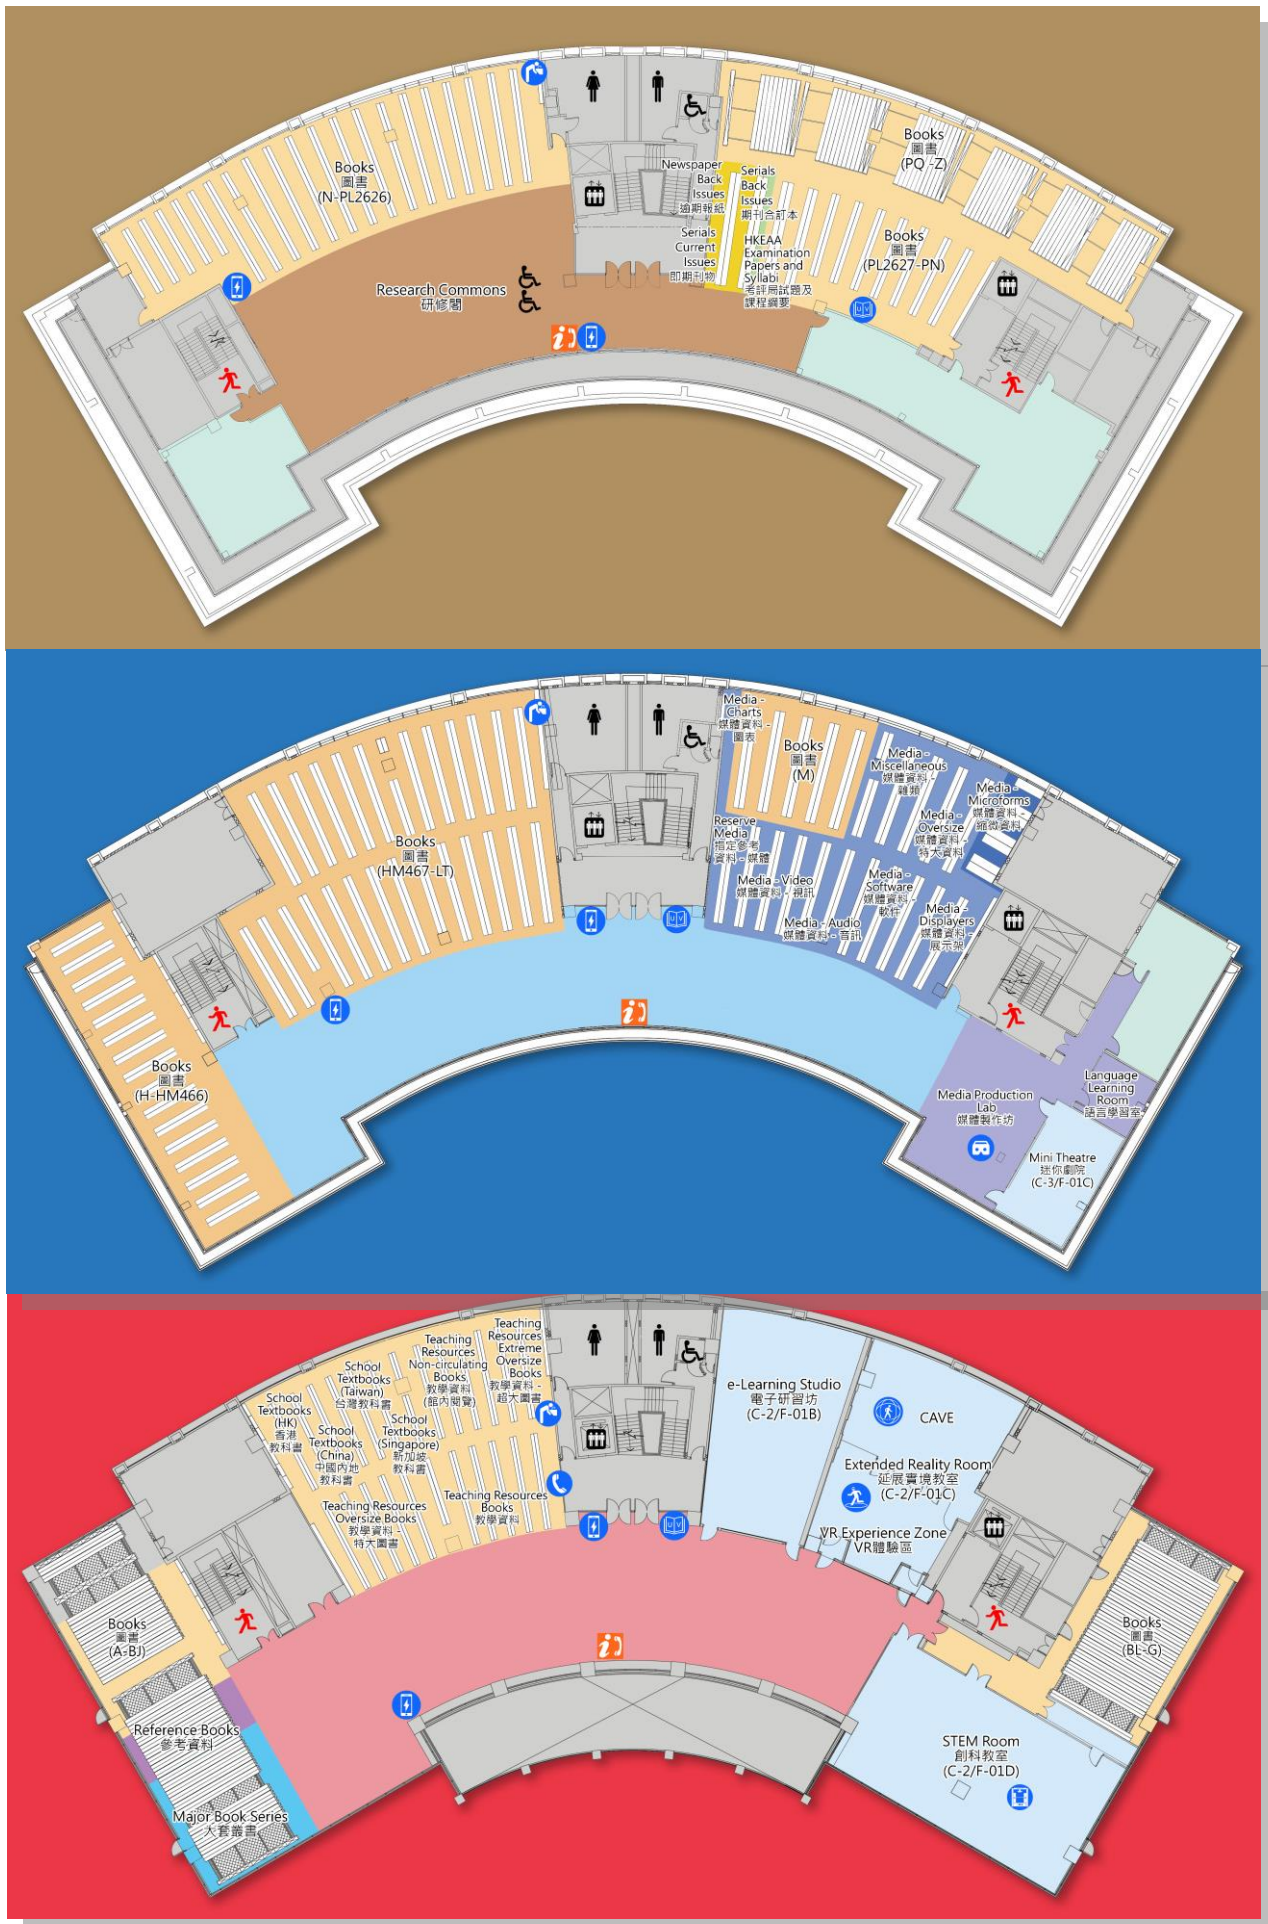 Books
圖書
(N-PL2626)
Research Commons
研修閣
Newspaper
Back
Issues
逾期報紙
Serials
Current
Issues
即期刊物
Serials
Back
Issues
期刊合訂本
HKEAA
Examination
Papers and
Syllabi
考評局試題及
課程綱要
Books
圖書
(PQ -Z)
Books
圖書
(PL2627-PN)
Books
圖書
(HM467-LT)
Books
圖書
(H-HM466)
Media -
Charts
媒體資料 -
圖表
Books
圖書
(M)
Media -
Miscellaneous
媒體資料 -
雜類
Media -
Microforms
媒體資料 -
縮微資料
Media -
Oversize
媒體資料 -
特大資料
Reserve
Media
指定參考
資料 - 媒體
Media - Video
媒體資料 - 視訊
Media - Audio
媒體資料 - 音訊
Media -
Software
媒體資料 -
軟件
Media -
Displayers
媒體資料 -
展示架
Media Production
Lab
媒體製作坊
Language
Learning
Room
語言學習室
Mini Theatre
迷你劇院
(C-3/F-01C)
School
Textbooks
(HK)
香港
教科書
School
Textbooks
(Taiwan)
台灣教科書
School
Textbooks
(China)
中國內地
教科書
School
Textbooks
(Singapore)
新加坡
教科書
Teaching
Resources
Non-circulating
Books
教學資料
(館內閱覽)
Teaching
Resources
Extreme
Oversize
Books
教學資料 -
超大圖書
Teaching Resources
Oversize Books
教學資料 -
特大圖書
Teaching Resources
Books
教學資料
e-Learning Studio
電子研習坊
(C-2/F-01B)
CAVE
Extended Reality Room
延展實境教室
(C-2/F-01C)
VR Experience Zone
VR體驗區
Books
圖書
(A-BJ)
Reference Books
參考資料
Major Book Series
大套叢書
Books
圖書
(BL-G)
STEM Room
創科教室
(C-2/F-01D)